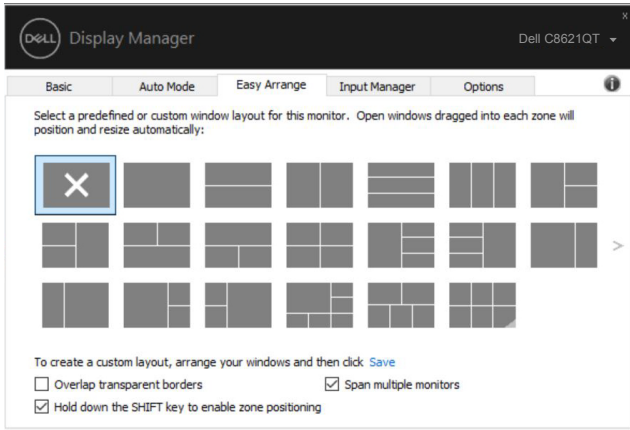 x
DELL Display Manager
Dell C8621QT
Basic Auto Mode Easy Arrange Input Manager Options i
Select a predefined or custom window layout for this monitor. Open windows dragged into each zone will
position and resize automatically:
>
To create a custom layout, arrange your windows and then click Save
Overlap transparent borders Span multiple monitors
Hold down the SHIFT key to enable zone positioning